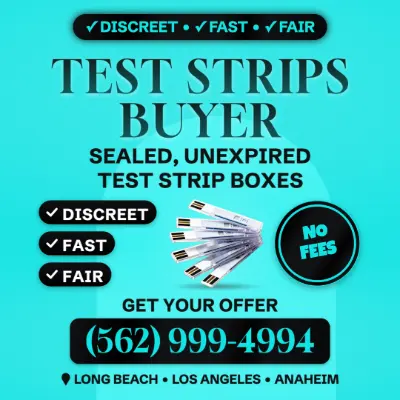 ✓ DISCREET • ✓ FAST • ✓ FAIR
TEST STRIPS
BUYER
SEALED, UNEXPIRED
TEST STRIP BOXES
✓ DISCREET
✓ FAST
✓ FAIR
NO
FEES
GET YOUR OFFER
(562) 999-4994
LONG BEACH • LOS ANGELES • ANAHEIM